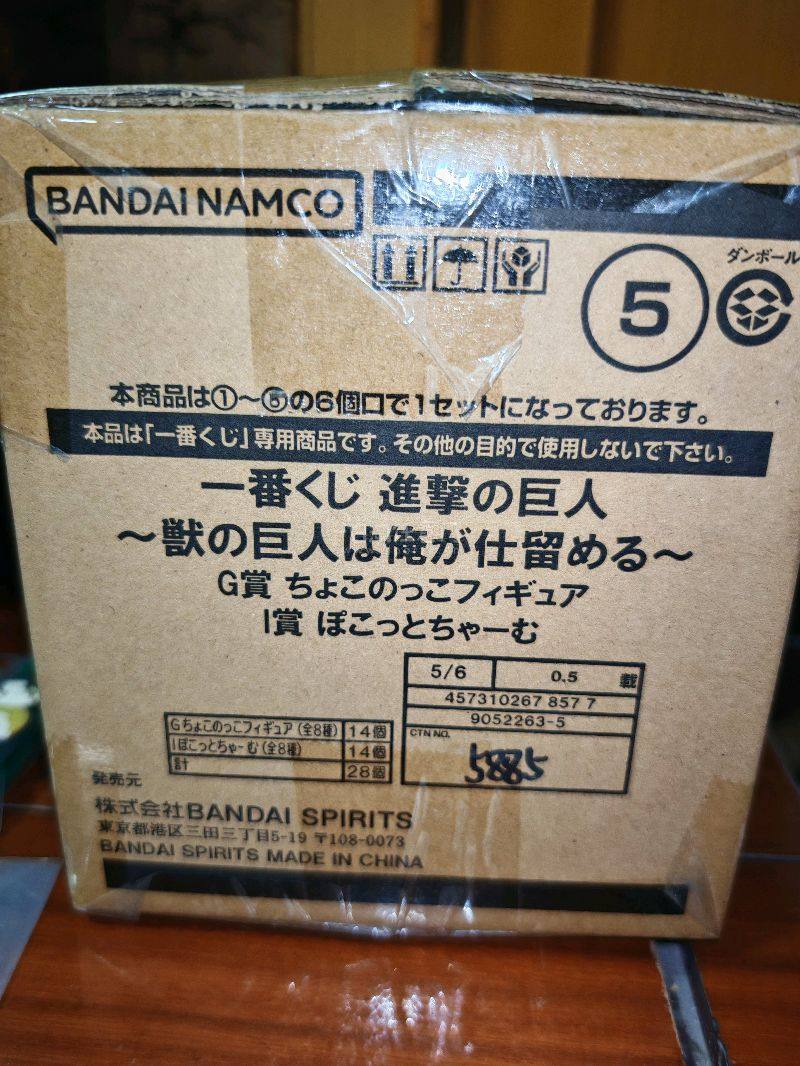 BANDAI NAMCO
5
ダンボール
本商品は①～⑥の6個口で1セットになっております。
本品は「一番くじ」専用商品です。その他の目的で使用しないで下さい。
一番くじ 進撃の巨人
～獣の巨人は俺が仕留める～
G賞 ちょこのっこフィギュア
I賞 ぽこっとちゃーむ
5/6 0.5 載
457310267 857 7
9052263-5
CTN NO.
5885
Gちょこのっこフィギュア(全8種) 14個
Iぽこっとちゃーむ(全8種) 14個
計 28個
発売元
株式会社BANDAI SPIRITS
東京都港区三田三丁目5-19 〒108-0073
BANDAI SPIRITS MADE IN CHINA